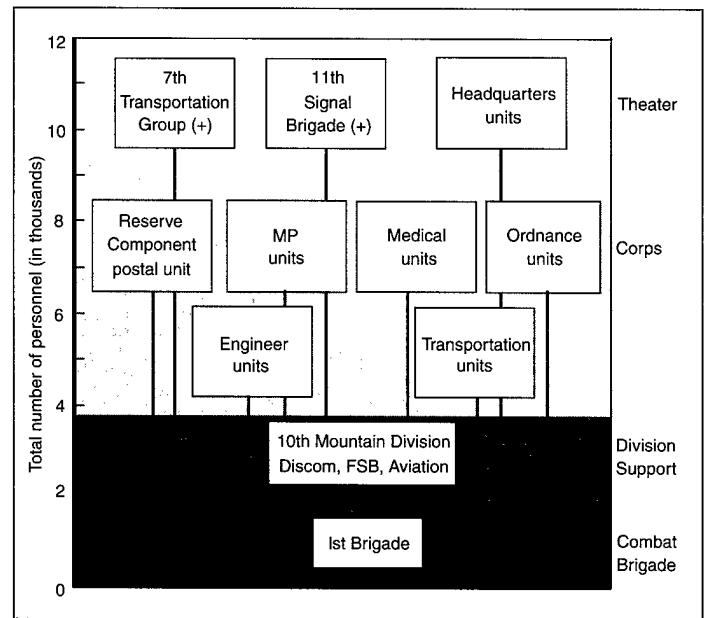 Total number of personnel (in thousands)
12
10
8
6
4
2
0
7th
Transportation
Group (+)
11th
Signal
Brigade (+)
Headquarters
units
Theater
Reserve
Component
postal unit
MP
units
Medical
units
Ordnance
units
Corps
Engineer
units
Transportation
units
10th Mountain Division
Discom, FSB, Aviation
Division
Support
Ist Brigade
Combat
Brigade